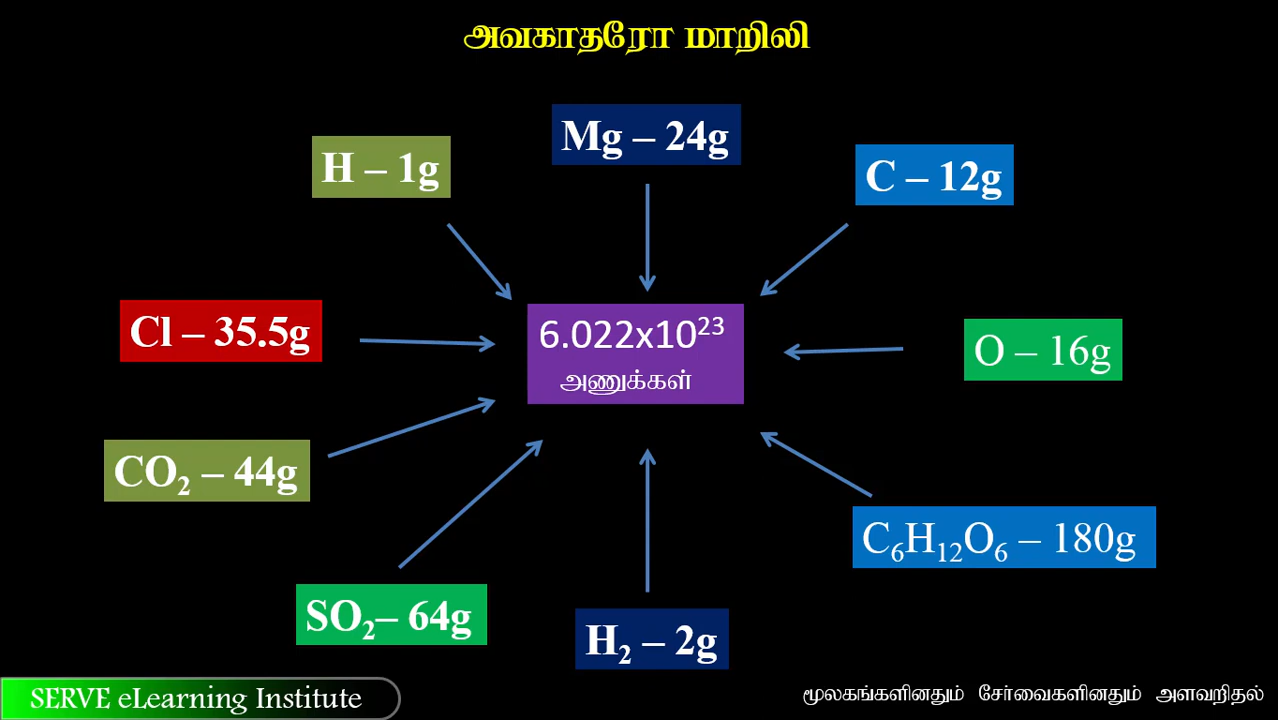 அவகாதரோ மாறிலி
Mg – 24g
H – 1g
C – 12g
Cl – 35.5g
6.022x10²³
அணுக்கள்
O – 16g
CO₂ – 44g
C₆H₁₂O₆ – 180g
SO₂– 64g
H₂ – 2g
SERVE eLearning Institute
மூலகங்களினதும் சேர்வைகளினதும் அளவறிதல்